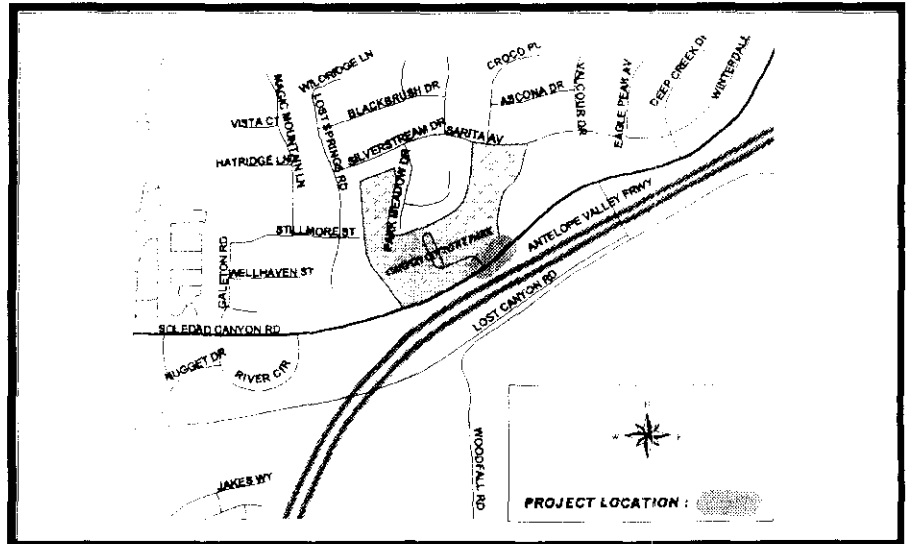 CROCO PL
WILDRIDGE LN
MAGIC MOUNTAIN LN
LOST SPRINGS RD
BLACKBRUSH DR
ASCONA DR
VALCOUR DR
EAGLE PEAK AV
DEEP CREEK DR
WINTERDALE
VISTA CT
SILVERSTREAM DR
SARITA AV
HATRIDGE LN
PARK MEADOW DR
STILLMORE ST
GALETON RD
WELLHAVEN ST
CANYON COUNTRY PARK
ANTELOPE VALLEY FRWY
LOST CANYON RD
SOLEDAD CANYON RD
NUGGET DR
RIVER CIR
WOODFALL RD
JAKES WY
N
W
E
PROJECT LOCATION :